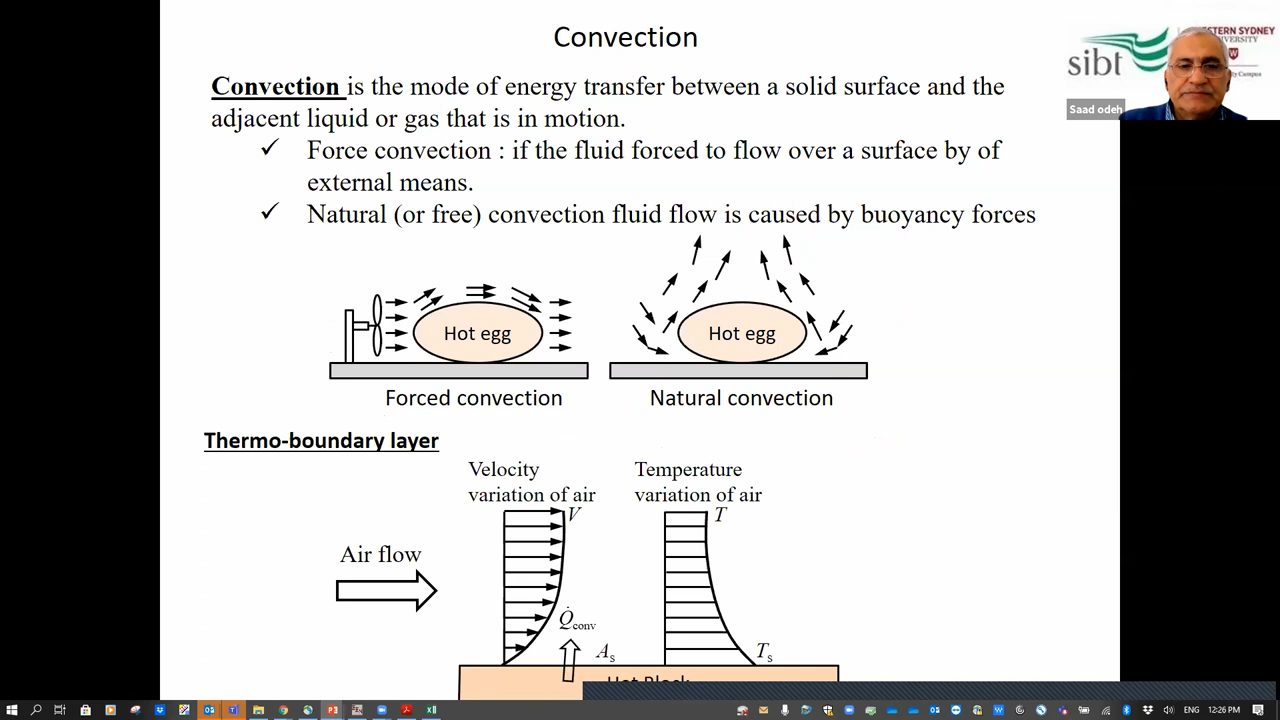 Convection
Convection is the mode of energy transfer between a solid surface and the
adjacent liquid or gas that is in motion.
✓ Force convection : if the fluid forced to flow over a surface by of
external means.
✓ Natural (or free) convection fluid flow is caused by buoyancy forces
Hot egg
Hot egg
Forced convection
Natural convection
Thermo-boundary layer
Velocity
variation of air
Temperature
variation of air
V
T
Air flow
Q̇conv
As
Ts
sibt
Saad odeh
ENG
12:26 PM